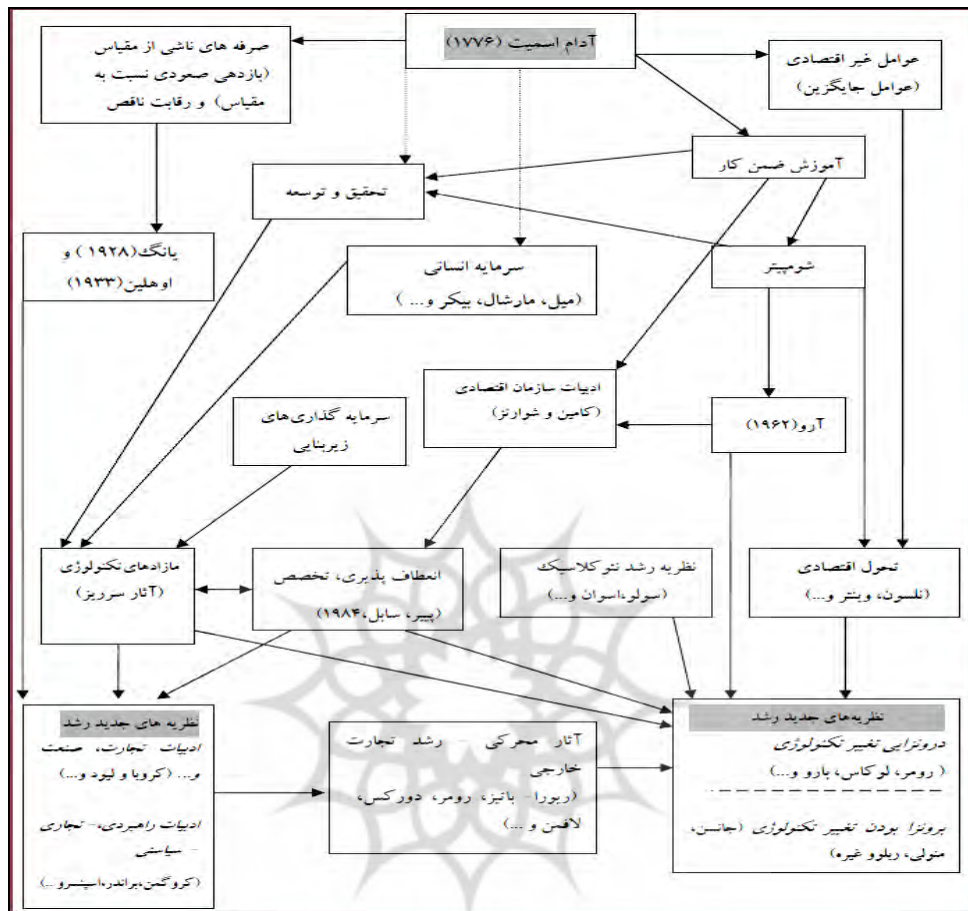 آدام اسمیت (۱۷۷۶)
صرفه های ناشی از مقیاس
(بازدهی صعودی نسبت به
مقیاس) و رقابت ناقص
عوامل غیر اقتصادی
(عوامل جایگزین)
آموزش ضمن کار
تحقیق و توسعه
یانگ(۱۹۲۸) و
اوهلین(۱۹۳۳)
سرمایه انسانی
(میل، مارشال، بیکر و... )
شومپیتر
ادبیات سازمان اقتصادی
(کامین و شوارتز)
آرو(۱۹۶۲)
سرمایه گذاری‌های
زیربنایی
مازادهای تکنولوژی
(آثار سرریز)
انعطاف پذیری، تخصص
(پییر، سابل،۱۹۸۴)
نظریه رشد نئوکلاسیک
(سولو،اسوان و...)
تحول اقتصادی
(نلسون، وینتر و...)
نظریه های جدید رشد
ادبیات تجارت، صنعت
و... (کروبا و لیود و...)
ادبیات راهبردی،- تجاری
- سیاستی
(کروگمن،براندر،اسپنسرو...)
آثار محرکی - رشد تجارت
خارجی
(ریورا- باتیز، رومر، دورکس،
لافمن و ...)
نظریه‌های جدید رشد
درونزایی تغییر تکنولوژی
( رومر، لوکاس، بارو و...)
برونزا بودن تغییر تکنولوژی (جانسن،
منولی، ربلوو غیره)